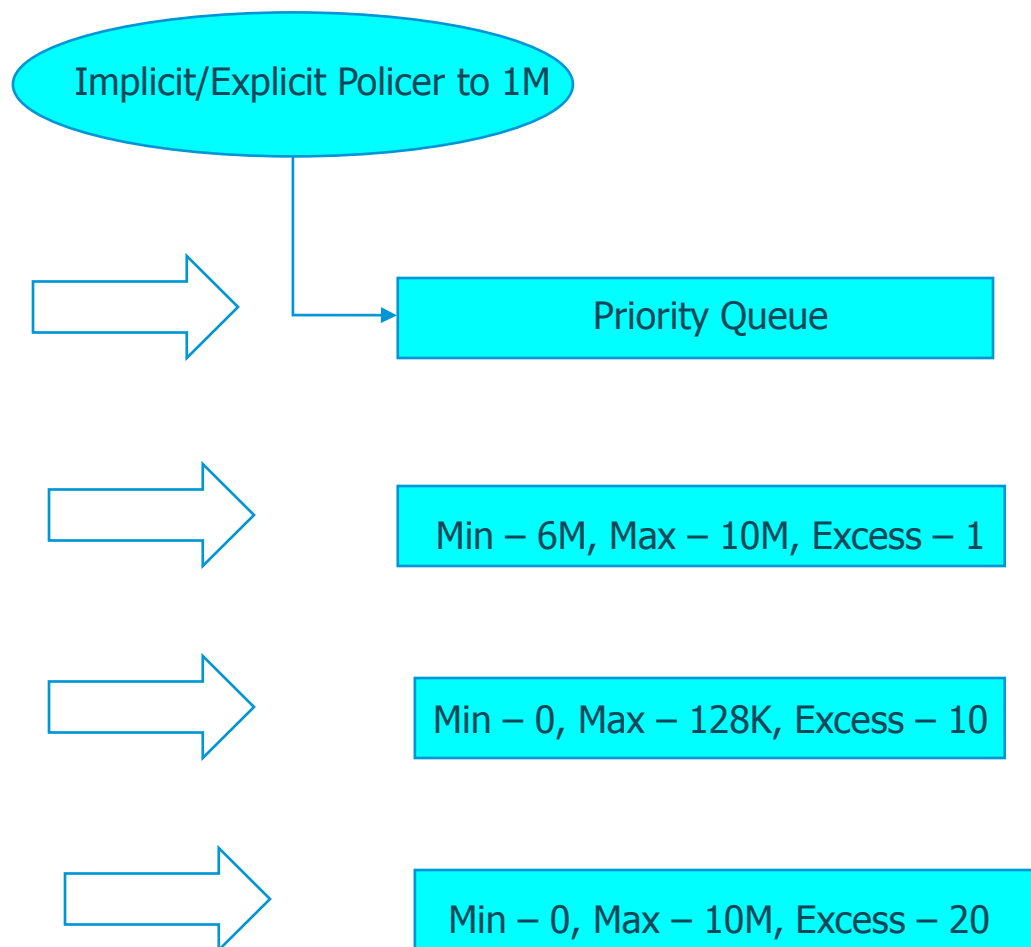 Implicit/Explicit Policer to 1M
Priority Queue
Min – 6M, Max – 10M, Excess – 1
Min – 0, Max – 128K, Excess – 10
Min – 0, Max – 10M, Excess – 20